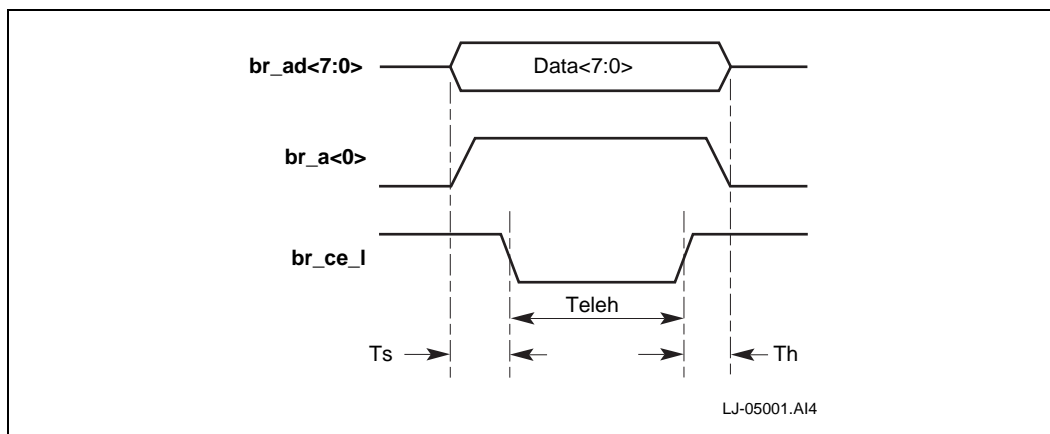 br_ad<7:0>
Data<7:0>
br_a<0>
br_ce_l
Teleh
Ts
Th
LJ-05001.AI4